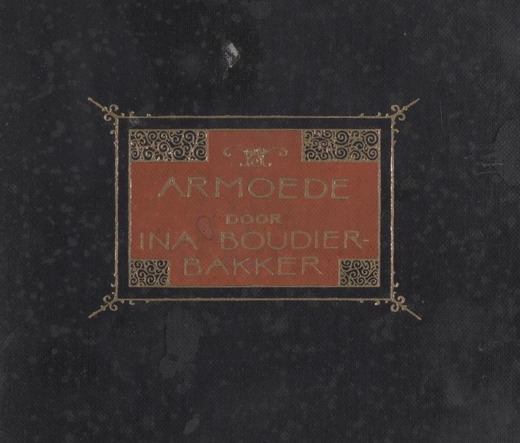 ARMOEDE
DOOR
INA BOUDIER-
BAKKER